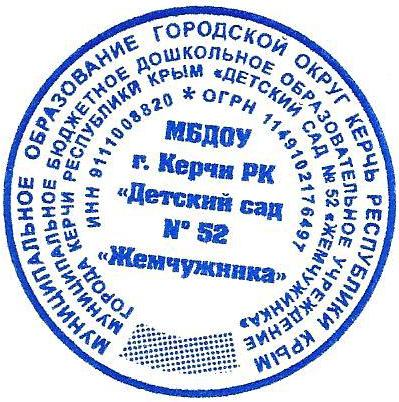 МУНИЦИПАЛЬНОЕ ОБРАЗОВАНИЕ ГОРОДСКОЙ ОКРУГ КЕРЧЬ РЕСПУБЛИКИ КРЫМ
МУНИЦИПАЛЬНОЕ БЮДЖЕТНОЕ ДОШКОЛЬНОЕ ОБРАЗОВАТЕЛЬНОЕ УЧРЕЖДЕНИЕ
ГОРОДА КЕРЧИ РЕСПУБЛИКИ КРЫМ «ДЕТСКИЙ САД № 52 «ЖЕМЧУЖИНКА»
ИНН 9111008820 * ОГРН 1149102176497
МБДОУ
г. Керчи РК
«Детский сад
№ 52
«Жемчужинка»